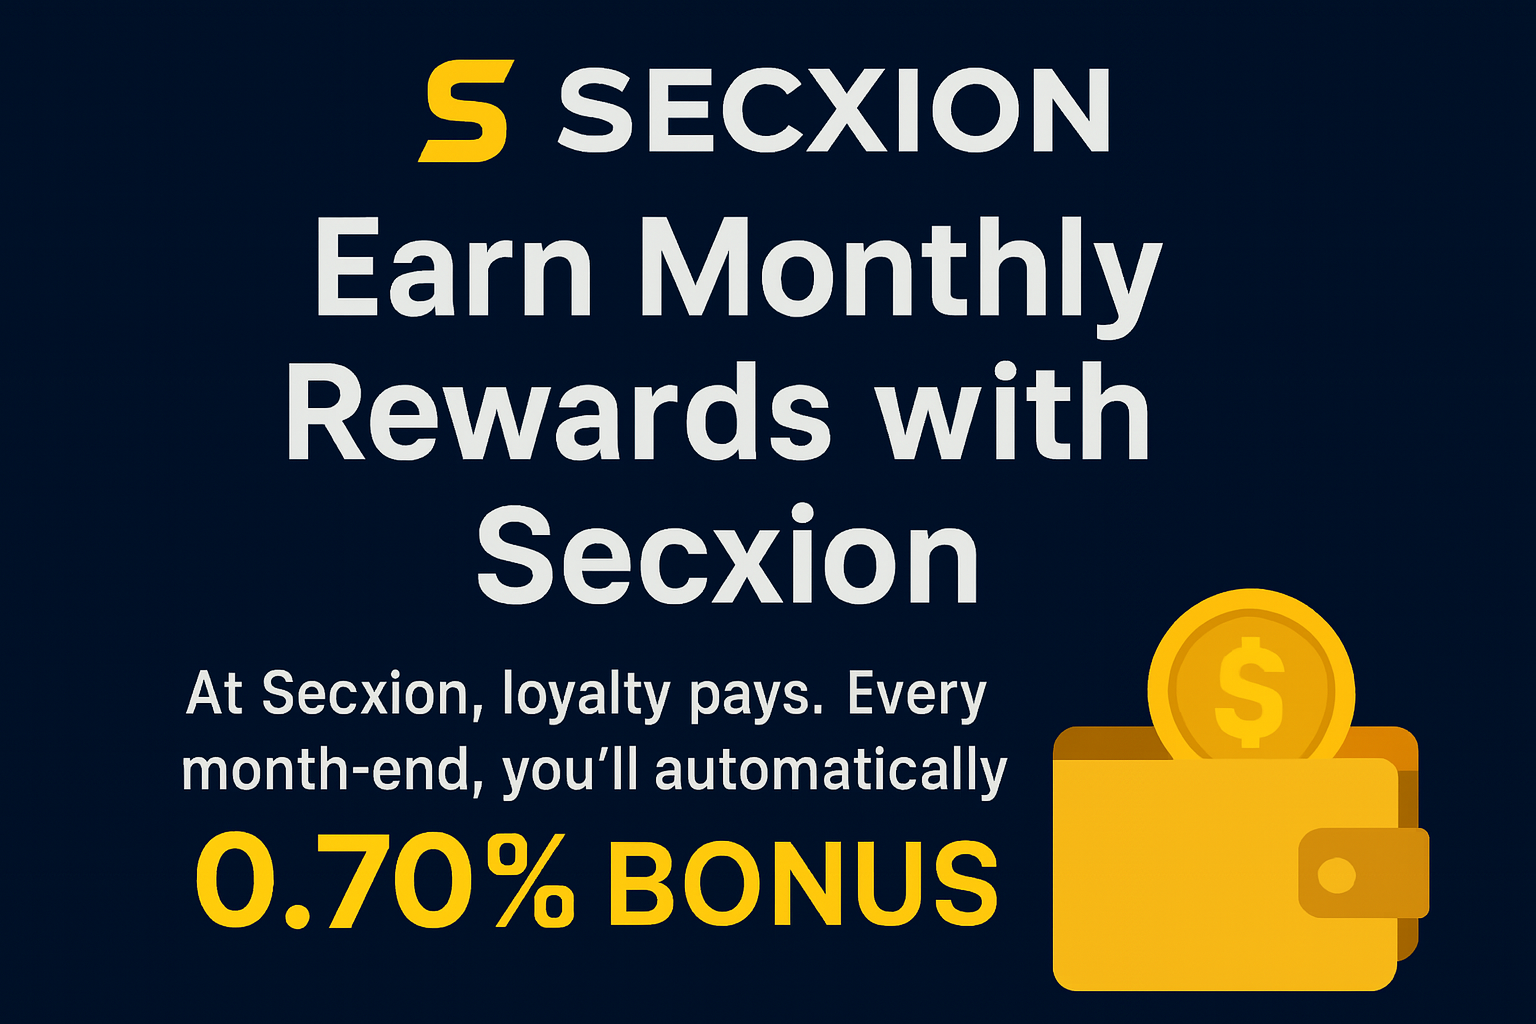 S SECXION
Earn Monthly
Rewards with
Secxion
At Secxion, loyalty pays. Every
month-end, you’ll automatically
0.70% BONUS
$